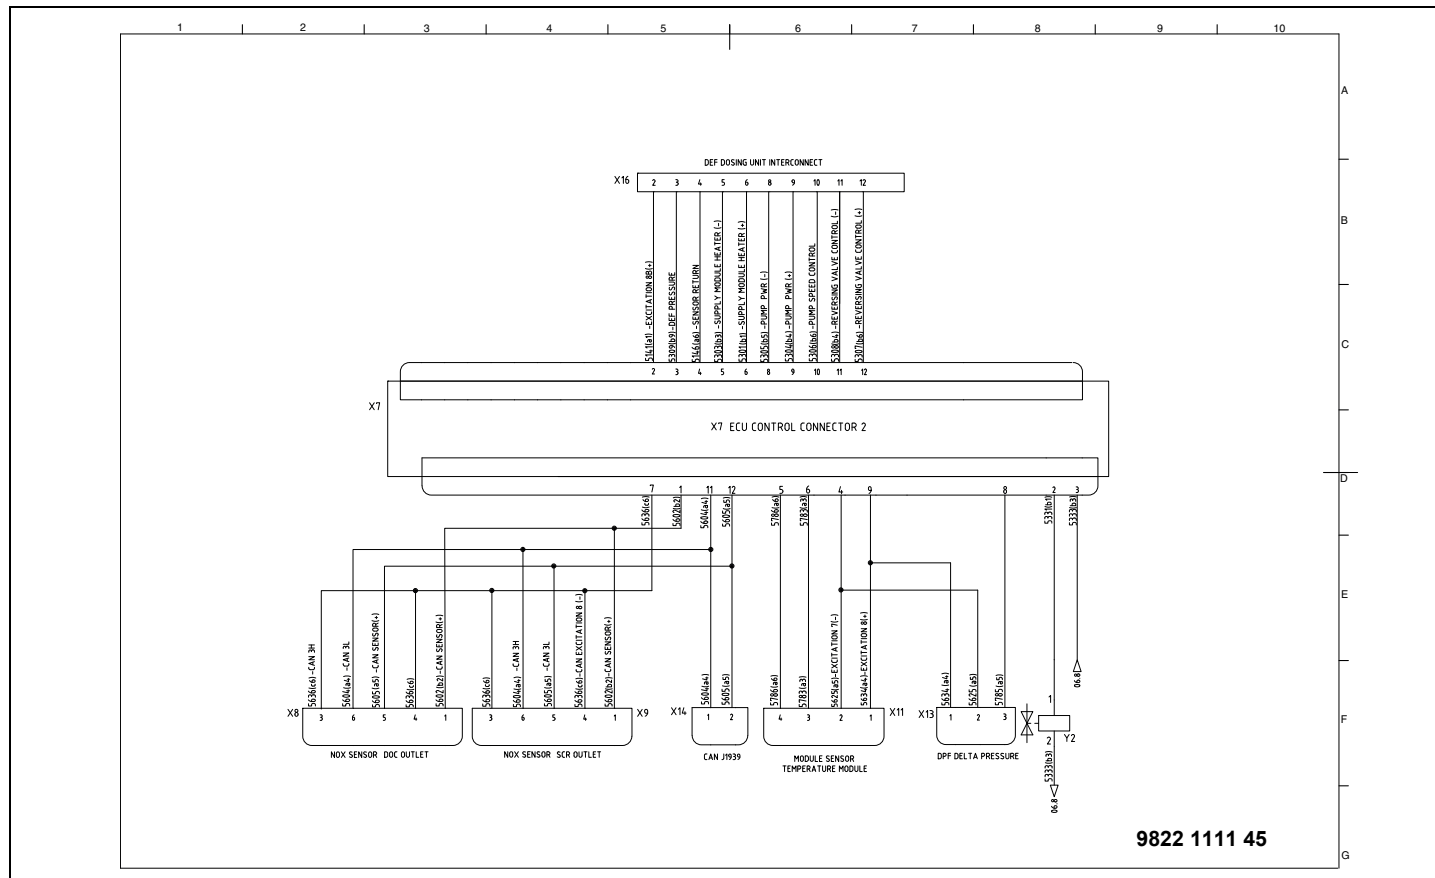 1 2 3 4 5 6 7 8 9 10
A
DEF DOSING UNIT INTERCONNECT
X16
2 3 4 5 6 8 9 10 11 12
B
5141(a1) -EXCITATION 8B(+)
5309(b9)-DEF PRESSURE
5146(a6) -SENSOR RETURN
5303(b3) -SUPPLY MODULE HEATER (-)
5301(b1) -SUPPLY MODULE HEATER (+)
5305(b5) -PUMP PWR (-)
5304(b4) -PUMP PWR (+)
5306(b6) -PUMP SPEED CONTROL
5308(b4) -REVERSING VALVE CONTROL (-)
5307(b6) -REVERSING VALVE CONTROL (+)
C
2 3 4 5 6 8 9 10 11 12
X7
X7 ECU CONTROL CONNECTOR 2
D
7 1 11 12 5 6 4 9 8 2 3
5636(c6)
5602(b2)
5604(a4)
5605(a5)
5786(a6)
5783(a3)
5331(b1)
5333(b3)
E
5636(c6) -CAN 3H
5604(a4) -CAN 3L
5605(a5) -CAN SENSOR(+)
5636(c6)
5602(b2)-CAN SENSOR(+)
5636(c6)
5604(a4) -CAN 3H
5605(a5) -CAN 3L
5636(c6)-CAN EXCITATION 8 (-)
5602(b2)-CAN SENSOR(+)
5604(a4)
5605(a5)
5786(a6)
5783(a3)
5625(a5)-EXCITATION 7(-)
5634(a4)-EXCITATION 8(+)
5634 (a4)
5625 (a5)
5785(a5)
06.8
X8
3 6 5 4 1
3 6 5 4 1
X9
X14
1 2
4 3 2 1
X11
X13
1 2 3
1
2
Y2
F
NOX SENSOR DOC OUTLET
NOX SENSOR SCR OUTLET
CAN J1939
MODULE SENSOR
TEMPERATURE MODULE
DPF DELTA PRESSURE
5333(b3)
06.8
9822 1111 45
G